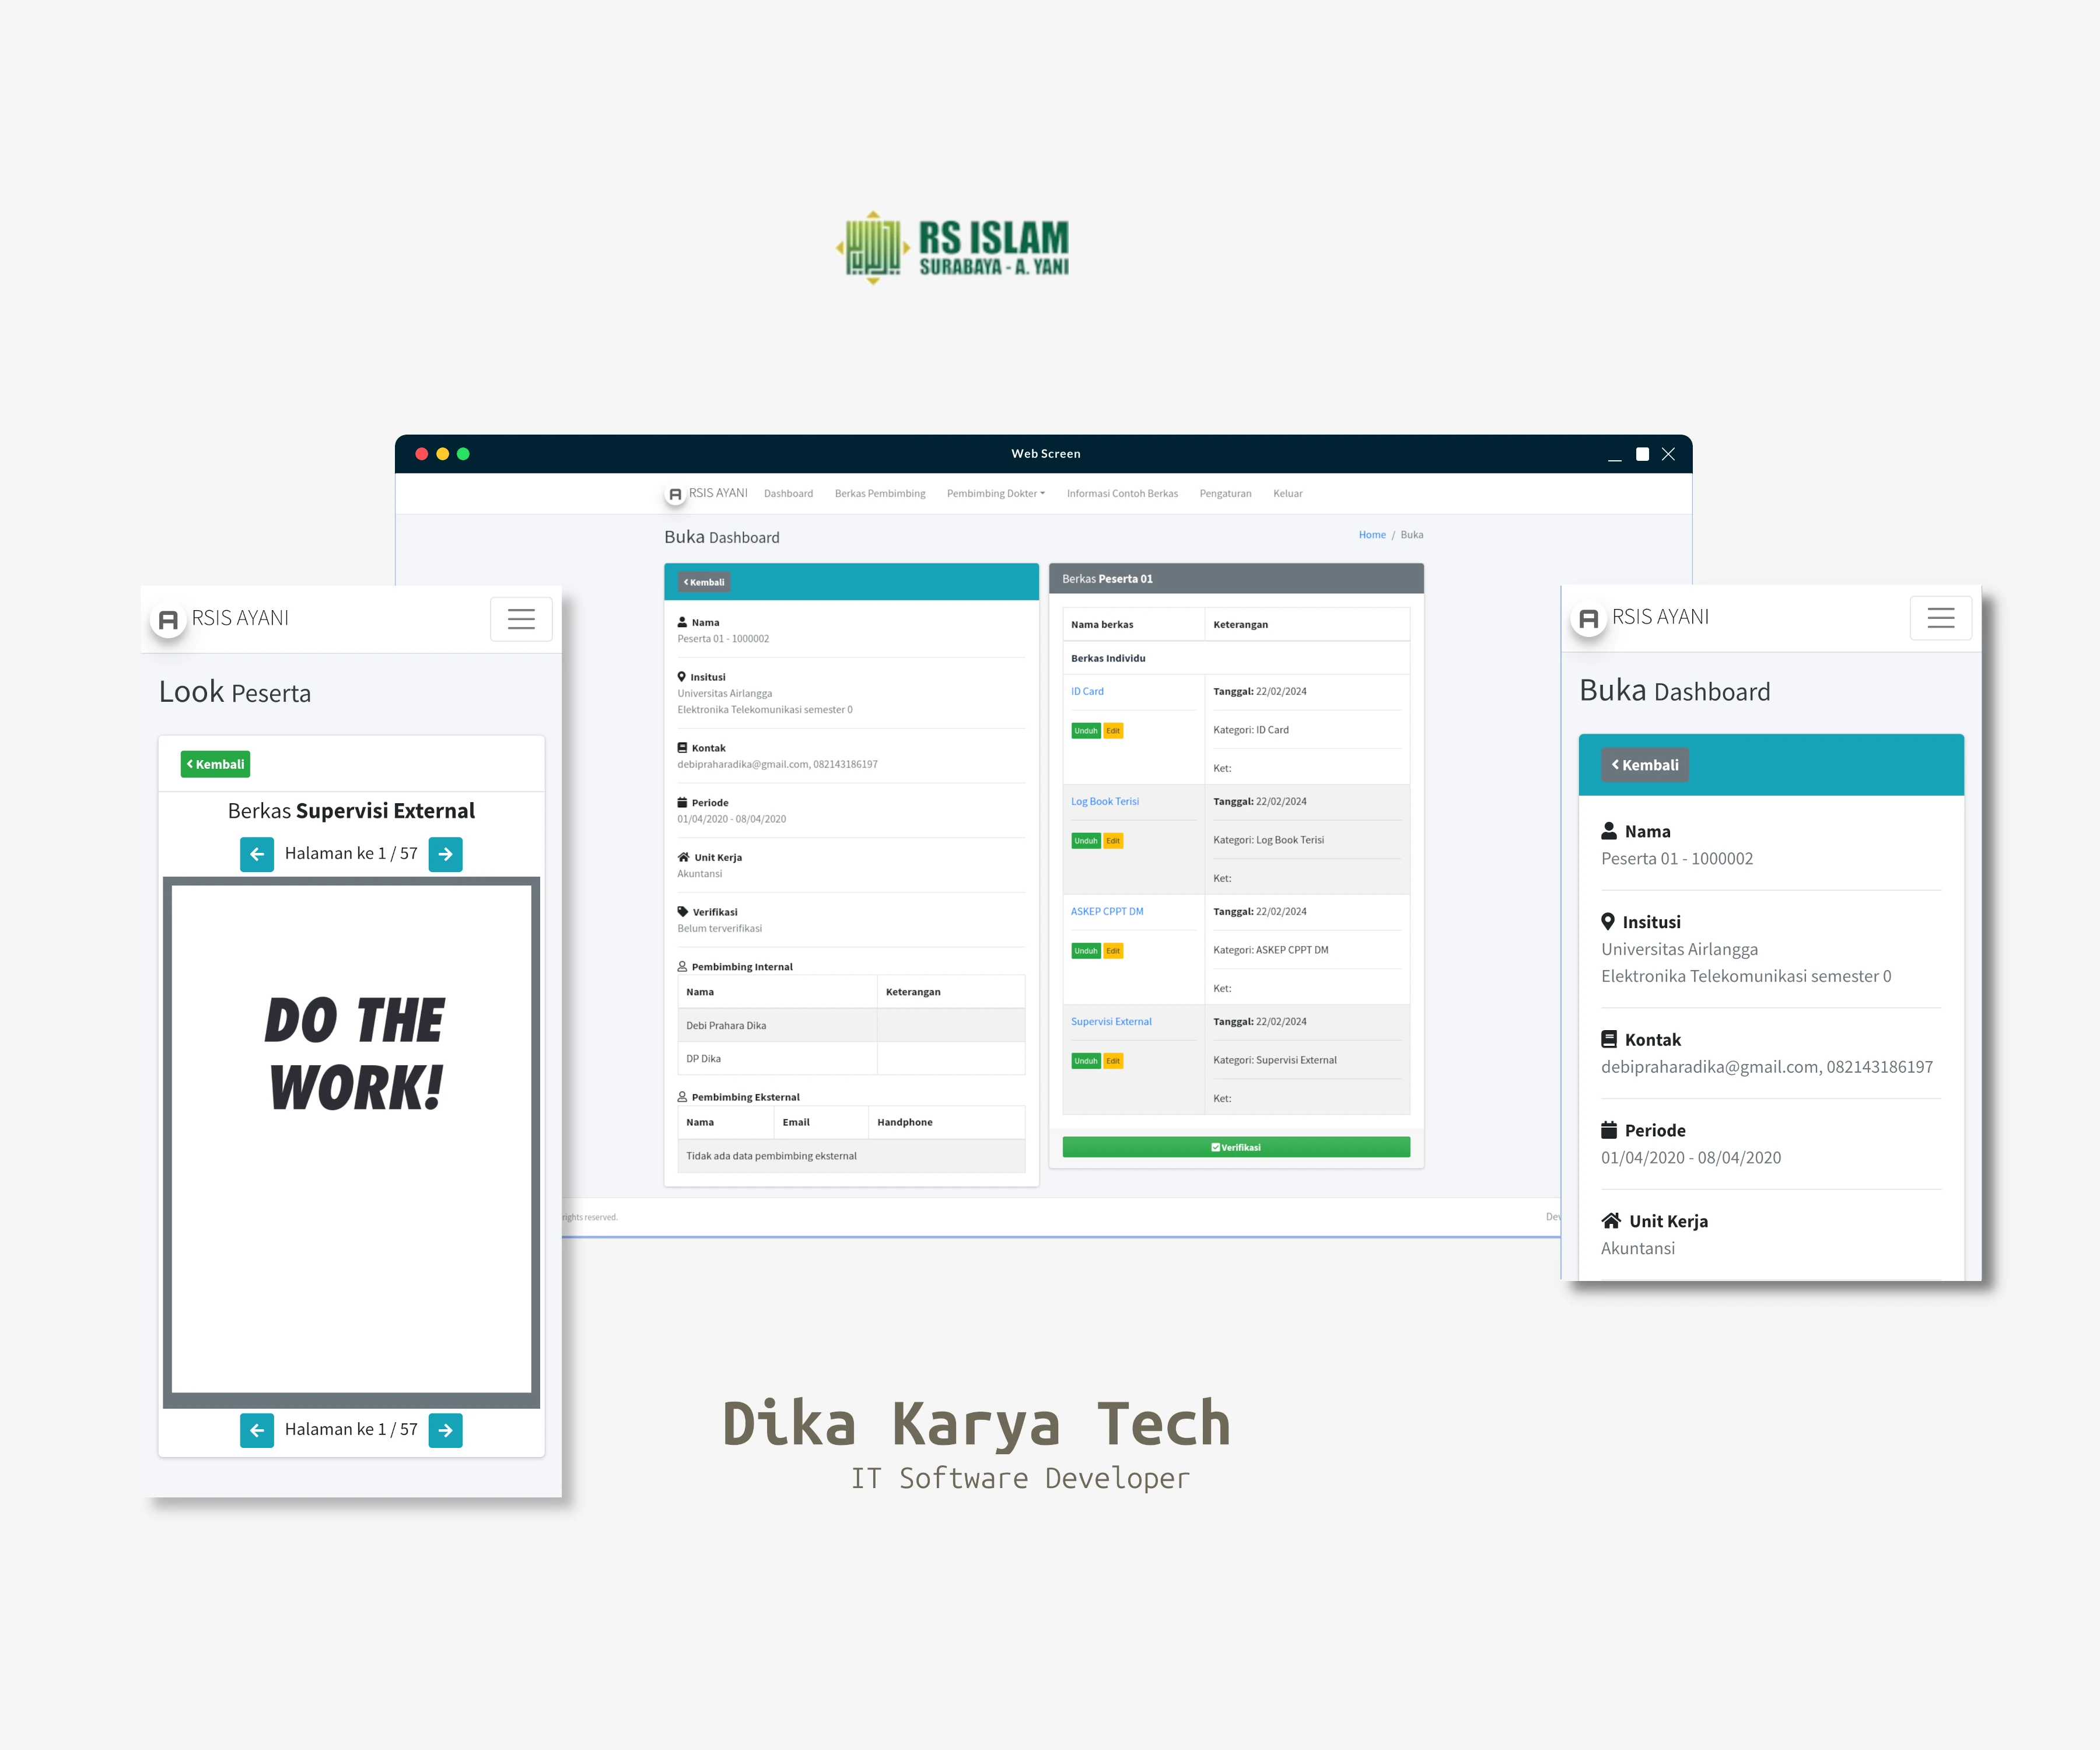 RS ISLAM
SURABAYA - A. YANI
Web Screen
RSIS AYANI Dashboard Berkas Pembimbing Pembimbing Dokter Informasi Contoh Berkas Pengaturan Keluar
Buka Dashboard
Home / Buka
Kembali
Nama
Peserta 01 - 1000002
Insitusi
Universitas Airlangga
Elektronika Telekomunikasi semester 0
Kontak
debipraharadika@gmail.com, 082143186197
Periode
01/04/2020 - 08/04/2020
Unit Kerja
Akuntansi
Verifikasi
Belum terverifikasi
Pembimbing Internal
Nama Keterangan
Debi Prahara Dika
DP Dika
Pembimbing Eksternal
Nama Email Handphone
Tidak ada data pembimbing eksternal
Berkas Peserta 01
Nama berkas Keterangan
Berkas Individu
ID Card Tanggal: 22/02/2024
Unduh Edit Kategori: ID Card
Ket:
Log Book Terisi Tanggal: 22/02/2024
Unduh Edit Kategori: Log Book Terisi
Ket:
ASKEP CPPT DM Tanggal: 22/02/2024
Unduh Edit Kategori: ASKEP CPPT DM
Ket:
Supervisi External Tanggal: 22/02/2024
Unduh Edit Kategori: Supervisi External
Ket:
Verifikasi
rights reserved.
A RSIS AYANI
Look Peserta
Kembali
Berkas Supervisi External
Halaman ke 1 / 57
DO THE
WORK!
Halaman ke 1 / 57
A RSIS AYANI
Buka Dashboard
Kembali
Nama
Peserta 01 - 1000002
Insitusi
Universitas Airlangga
Elektronika Telekomunikasi semester 0
Kontak
debipraharadika@gmail.com, 082143186197
Periode
01/04/2020 - 08/04/2020
Unit Kerja
Akuntansi
Dika Karya Tech
IT Software Developer